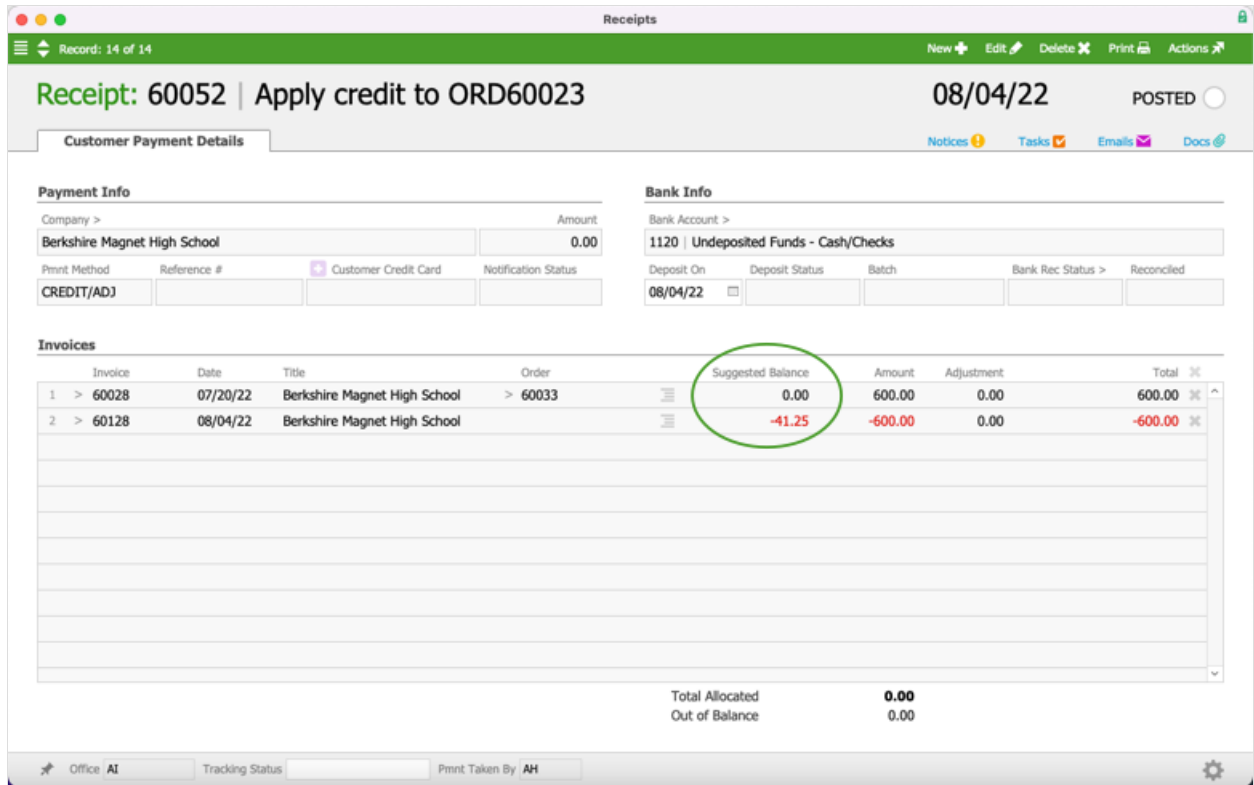 Receipts
Record: 14 of 14 New Edit Delete Print Actions
Receipt: 60052 | Apply credit to ORD60023 08/04/22 POSTED
Customer Payment Details Notices Tasks Emails Docs
Payment Info Bank Info
Company > Amount Bank Account >
Berkshire Magnet High School 0.00 1120 | Undeposited Funds - Cash/Checks
Pmnt Method Reference # Customer Credit Card Notification Status Deposit On Deposit Status Batch Bank Rec Status > Reconciled
CREDIT/ADJ 08/04/22
Invoices
Invoice Date Title Order Suggested Balance Amount Adjustment Total
1 > 60028 07/20/22 Berkshire Magnet High School > 60033 0.00 600.00 0.00 600.00
2 > 60128 08/04/22 Berkshire Magnet High School -41.25 -600.00 0.00 -600.00
Total Allocated 0.00
Out of Balance 0.00
Office AI Tracking Status Pmnt Taken By AH